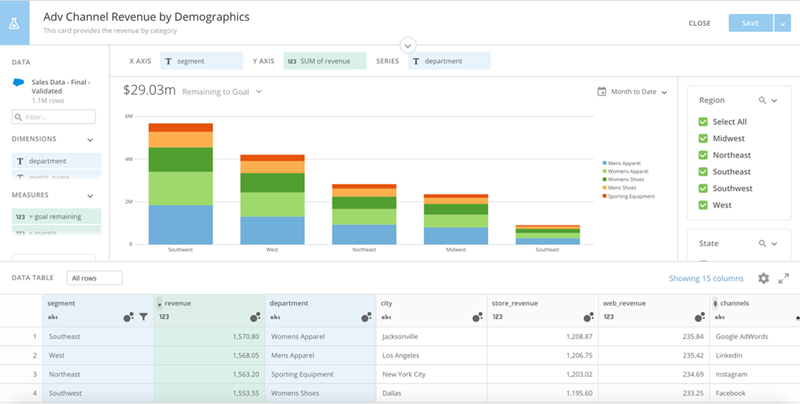 Adv Channel Revenue by Demographics
This card provides the revenue by category
CLOSE
SAVE
DATA
Sales Data - Final - Validated
1.1M rows
Filter...
DIMENSIONS
T department
T metric_name
MEASURES
123 = goal remaining
123 = margin
X AXIS T segment Y AXIS 123 SUM of revenue SERIES T department
$29.03m Remaining to Goal
Month to Date
6M
4M
2M
0
Southwest West Northeast Midwest Southeast
Mens Apparel
Womens Apparel
Womens Shoes
Mens Shoes
Sporting Equipment
Region
Select All
Midwest
Northeast
Southeast
Southwest
West
State
DATA TABLE All rows
Showing 15 columns
segment revenue department city store_revenue web_revenue channels
abc 123 abc abc 123 123 abc
1 Southeast 1,570.80 Womens Apparel Jacksonville 1,208.87 235.84 Google AdWords
2 West 1,568.05 Mens Apparel Los Angeles 1,206.75 235.42 LinkedIn
3 Northeast 1,563.20 Sporting Equipment New York City 1,203.02 234.69 Instagram
4 Southwest 1,553.55 Womens Shoes Dallas 1,195.60 233.25 Facebook